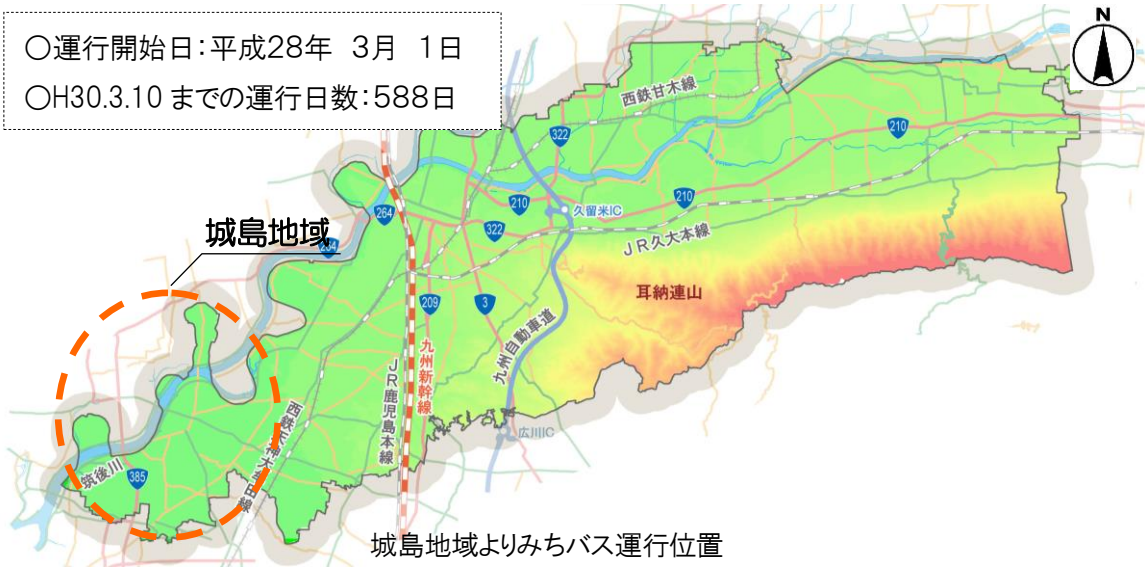 〇運行開始日:平成28年 3月 1日
〇H30.3.10 までの運行日数:588日
N
西鉄甘木線
322
210
264
210
210
久留米IC
322
城島地域
264
JR久大本線
耳納連山
209
3
九州自動車道
九州新幹線
JR鹿児島本線
西鉄天神大牟田線
広川IC
筑後川
385
城島地域よりみちバス運行位置